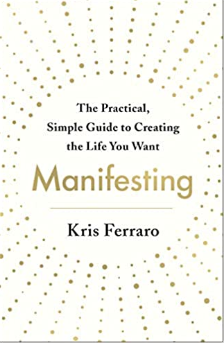 The Practical,
Simple Guide to Creating
the Life You Want
Manifesting
Kris Ferraro